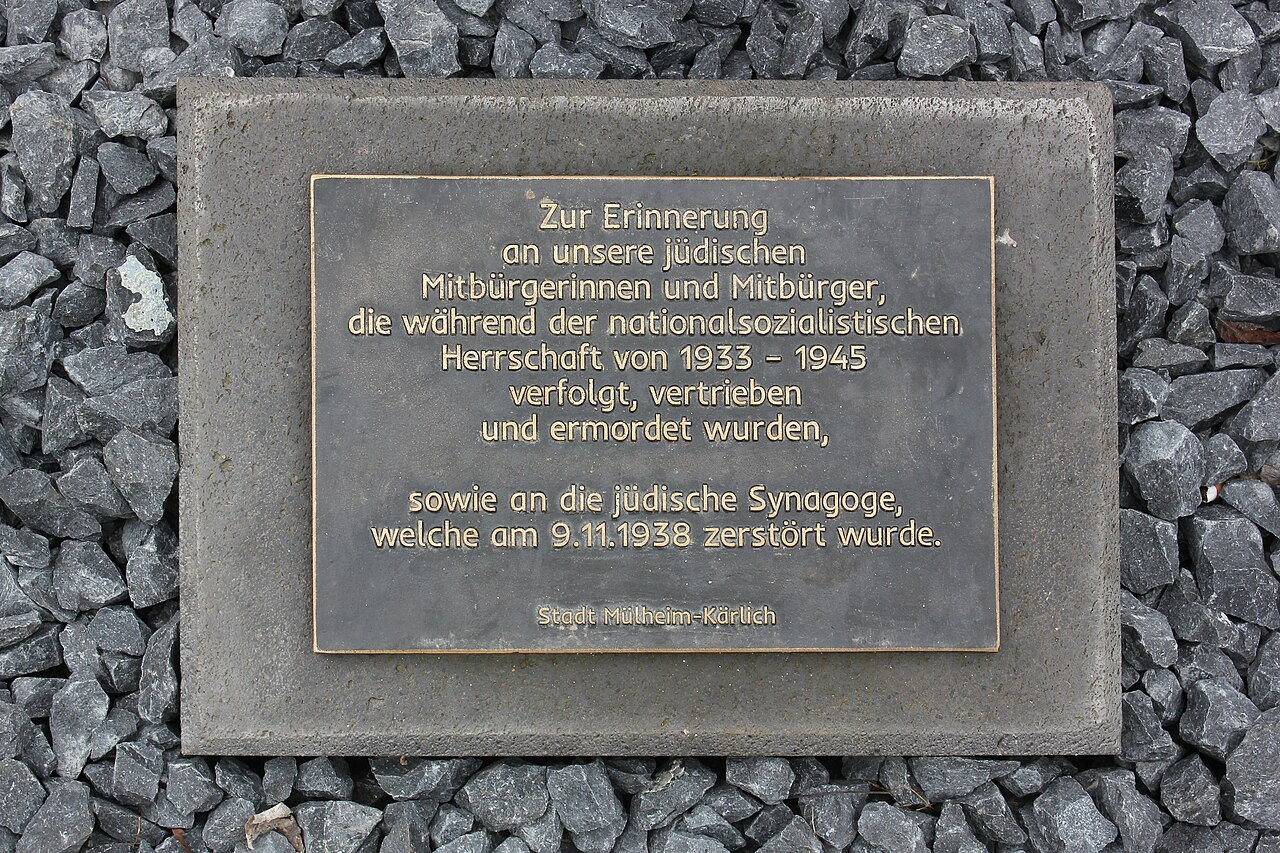 Zur Erinnerung
an unsere jüdischen
Mitbürgerinnen und Mitbürger,
die während der nationalsozialistischen
Herrschaft von 1933 – 1945
verfolgt, vertrieben
und ermordet wurden,
sowie an die jüdische Synagoge,
welche am 9.11.1938 zerstört wurde.
Stadt Mülheim-Kärlich